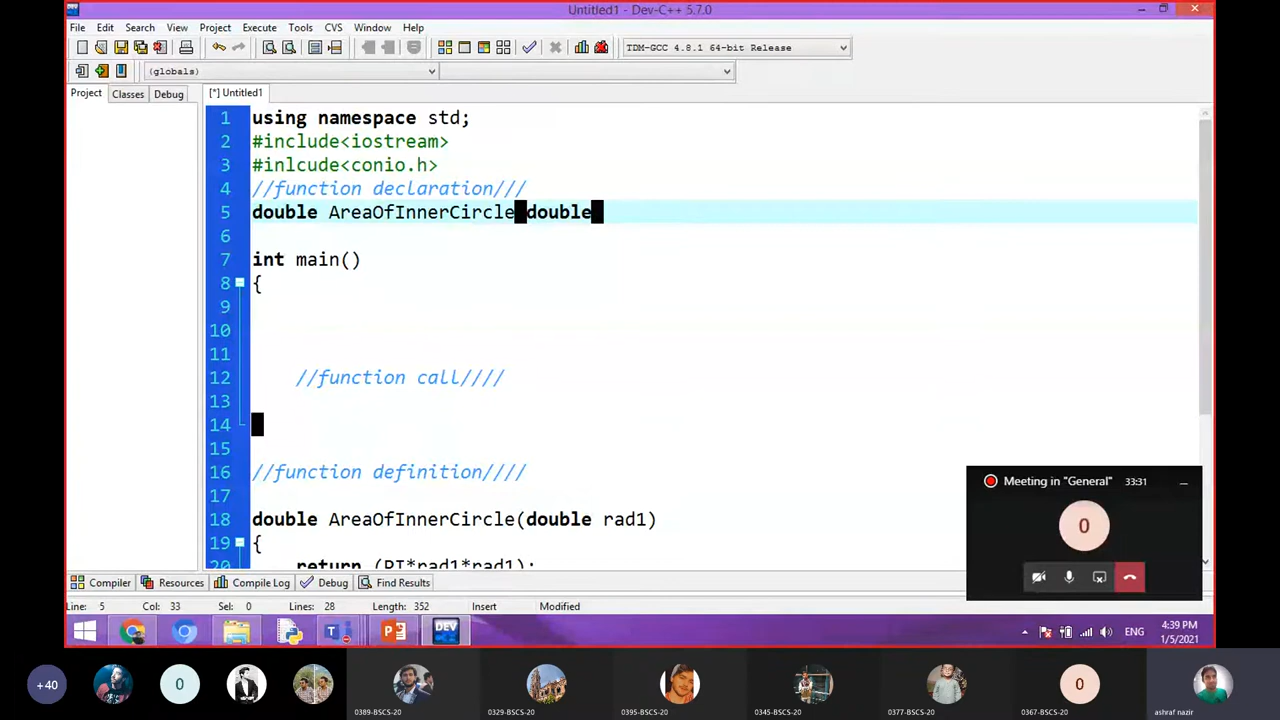 Untitled1 - Dev-C++ 5.7.0
File Edit Search View Project Execute Tools CVS Window Help
TDM-GCC 4.8.1 64-bit Release
(globals)
Project Classes Debug [*] Untitled1
1 using namespace std;
2 #include<iostream>
3 #inlcude<conio.h>
4 //function declaration///
5 double AreaOfInnerCircle(double)
6
7 int main()
8 {
9
10
11
12 //function call////
13
14 }
15
16 //function definition////
17
18 double AreaOfInnerCircle(double rad1)
19 {
20 return (PI*rad1*rad1);
Meeting in "General" 33:31
0
Compiler Resources Compile Log Debug Find Results
Line: 5 Col: 33 Sel: 0 Lines: 28 Length: 352 Insert Modified
DEV
ENG
4:39 PM
1/5/2021
+40 0 0
0389-BSCS-20 0329-BSCS-20 0395-BSCS-20 0345-BSCS-20 0377-BSCS-20 0367-BSCS-20 ashraf nazir